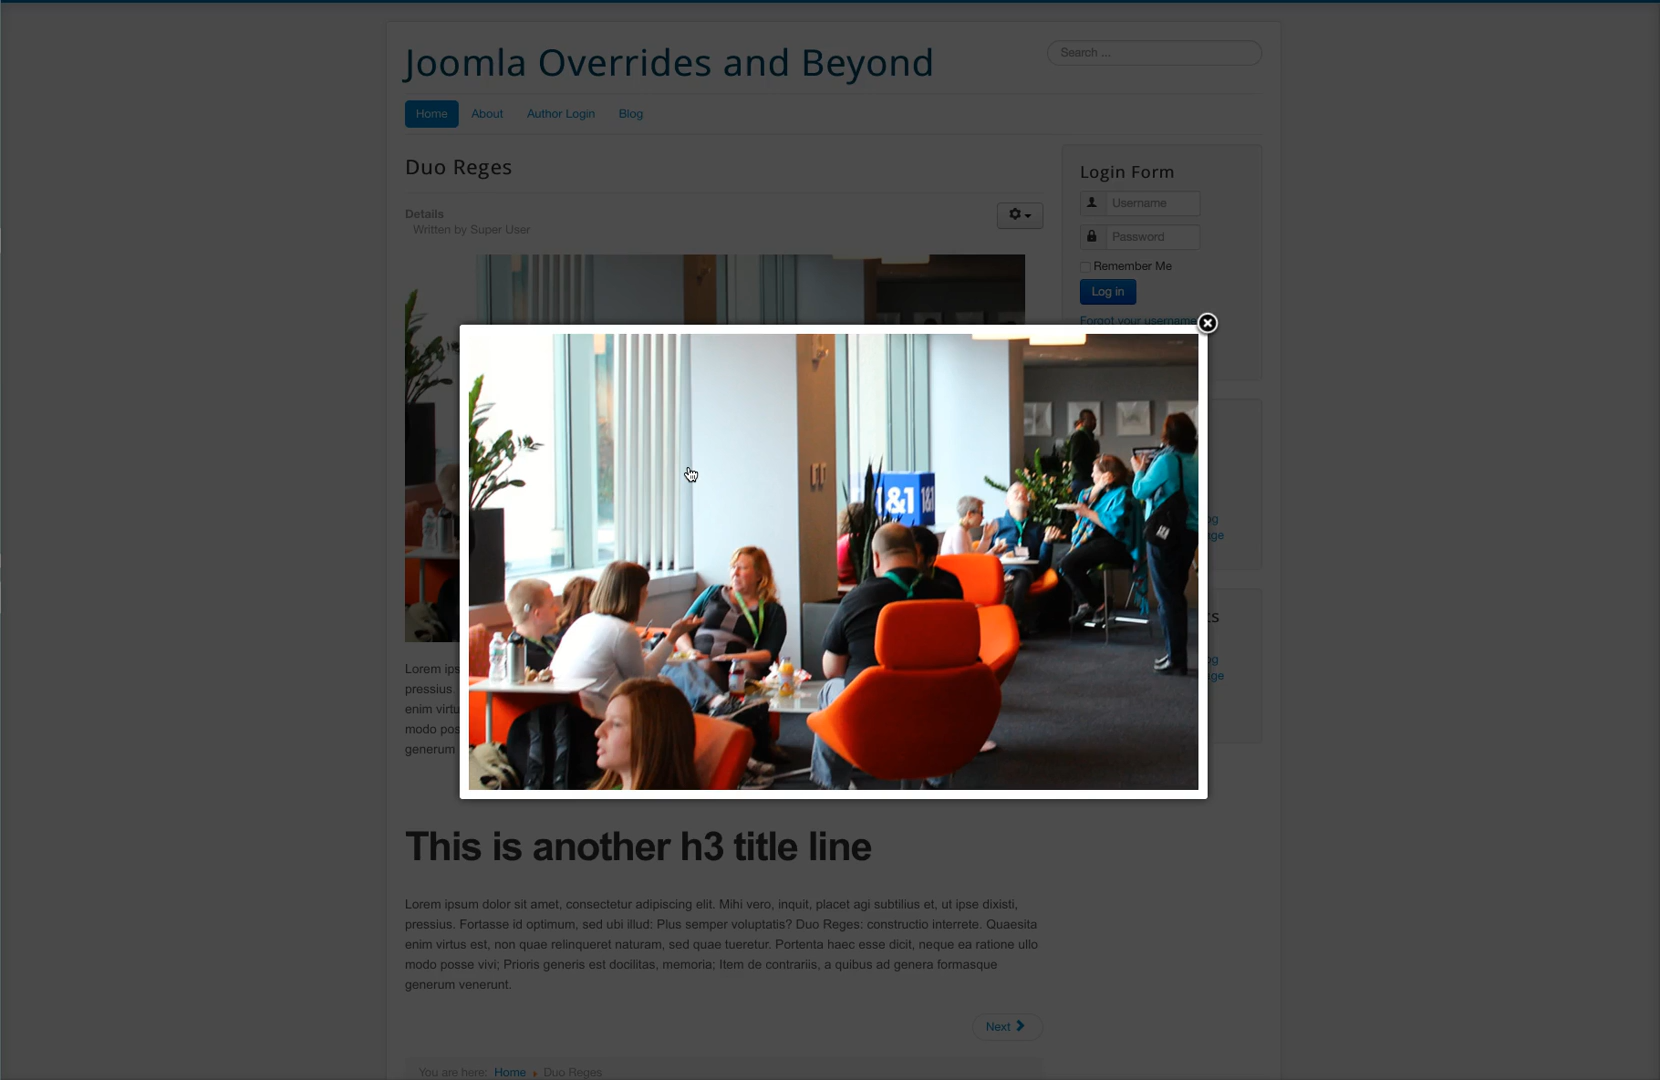 Joomla Overrides and Beyond
Search ...
Home
About
Author Login
Blog
Duo Reges
Details
Written by Super User
Login Form
Username
Password
Remember Me
Log in
Forgot your username
1&1
1&1
Lorem
pressius.
enim
modo
generum
This is another h3 title line
Lorem ipsum dolor sit amet, consectetur adipiscing elit. Mihi vero, inquit, placet agi subtilius et, ut ipse dixisti,
pressius. Fortasse id optimum, sed ubi illud: Plus semper voluptatis? Duo Reges: constructio interrete. Quaesita
enim virtus est, non quae relinqueret naturam, sed quae tueretur. Portenta haec esse dicit, neque ea ratione ullo
modo posse vivi; Prioris generis est docilitas, memoria; Item de contrariis, a quibus ad genera formasque
generum venerunt.
Next
You are here: Home Duo Reges